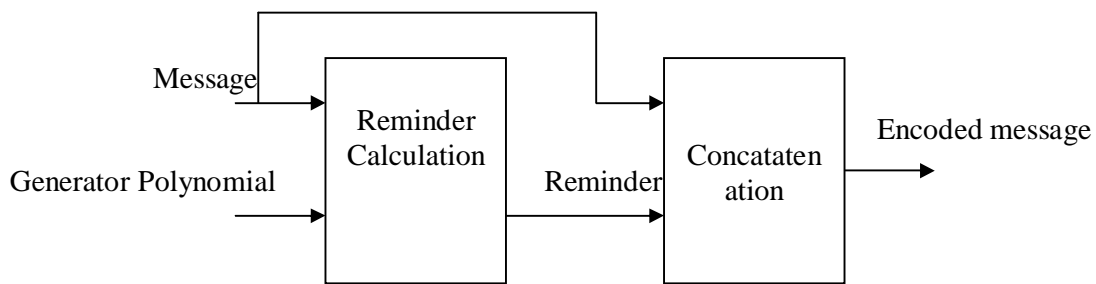 Message
Reminder
Calculation
Generator Polynomial
Reminder
Concataten
ation
Encoded message